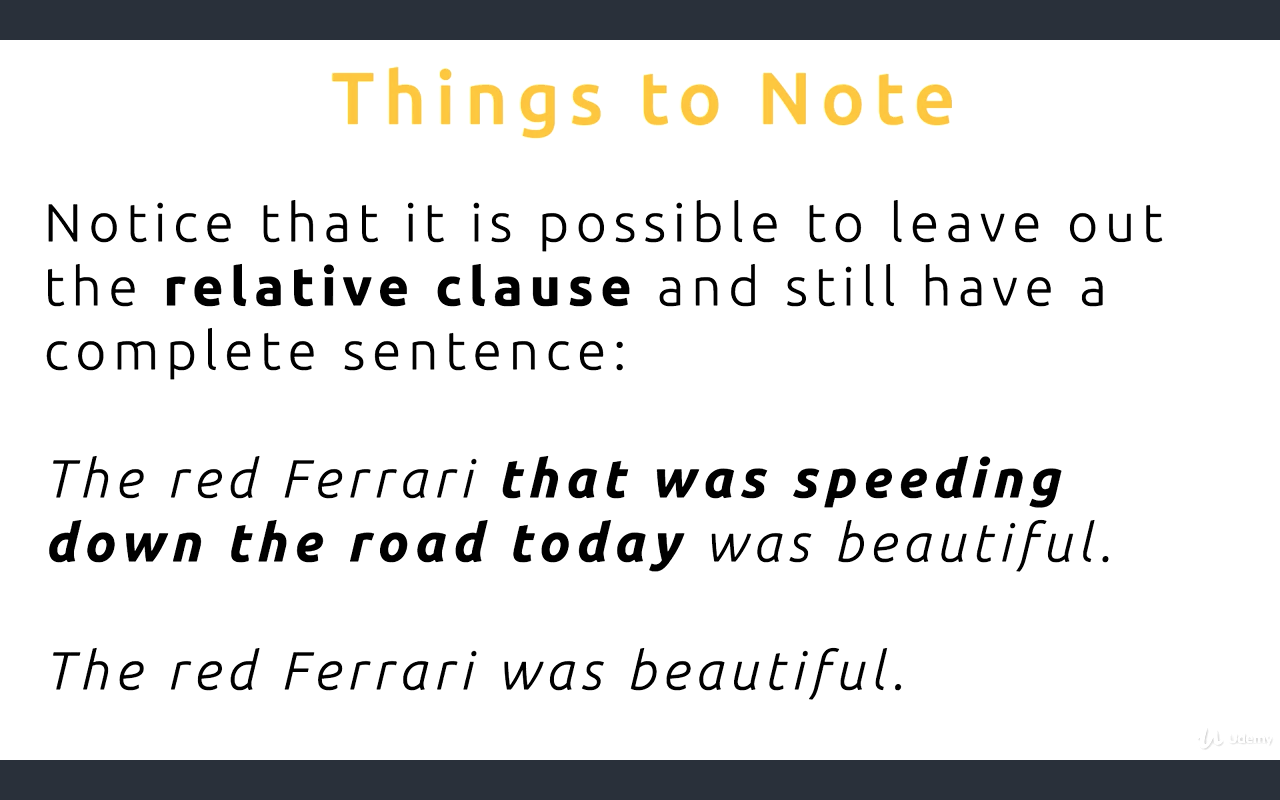 Things to Note
Notice that it is possible to leave out
the relative clause and still have a
complete sentence:
The red Ferrari that was speeding
down the road today was beautiful.
The red Ferrari was beautiful.
Udemy